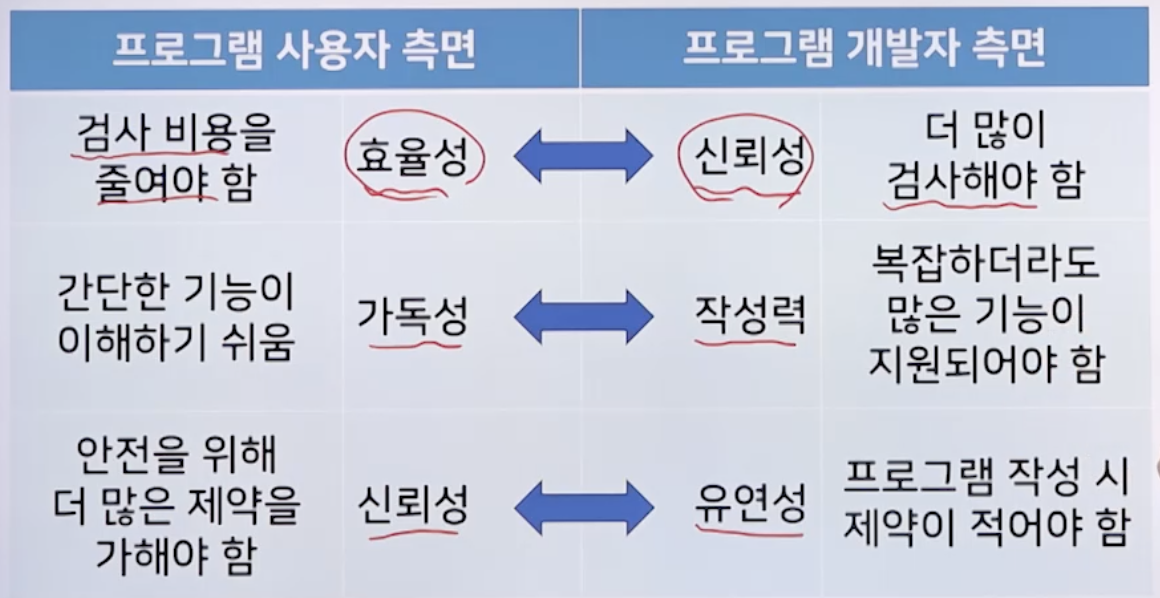 프로그램 사용자 측면
프로그램 개발자 측면
검사 비용을
줄여야 함
효율성
신뢰성
더 많이
검사해야 함
간단한 기능이
이해하기 쉬움
가독성
작성력
복잡하더라도
많은 기능이
지원되어야 함
안전을 위해
더 많은 제약을
가해야 함
신뢰성
유연성
프로그램 작성 시
제약이 적어야 함